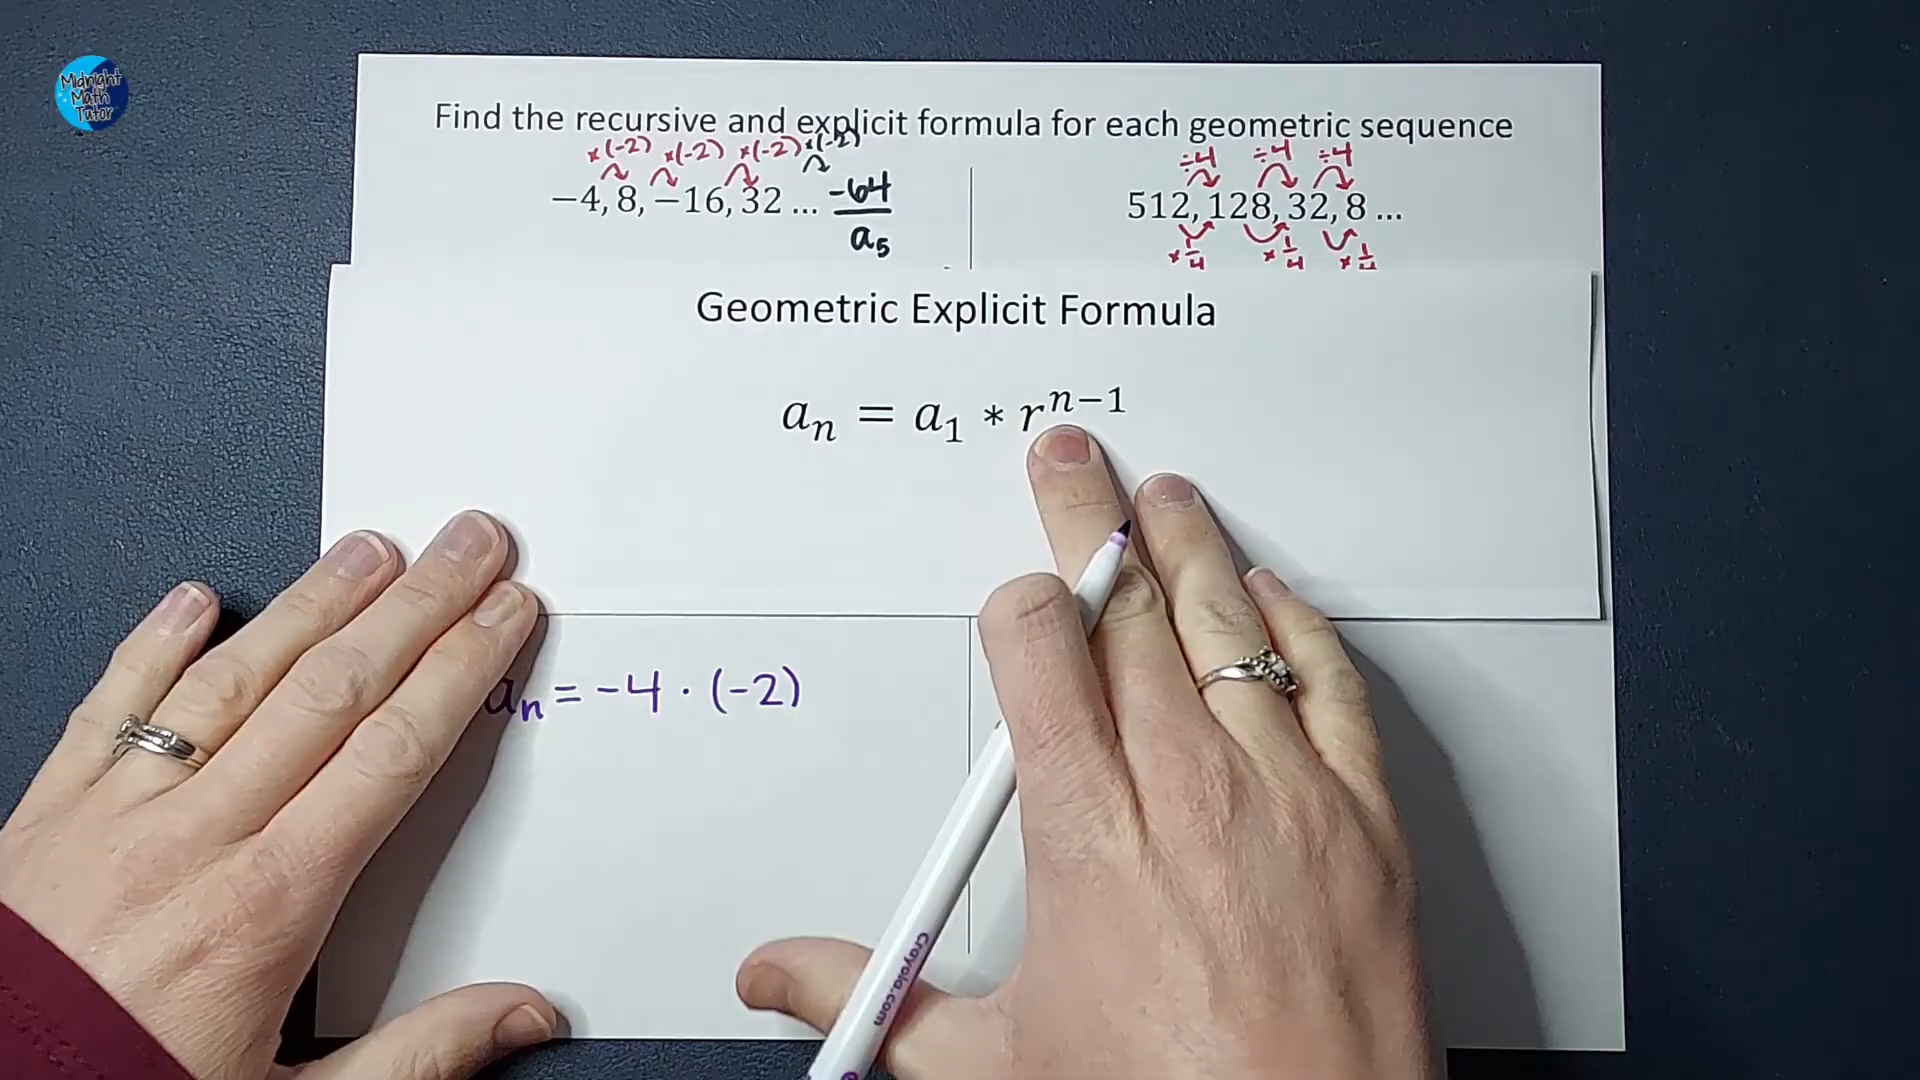 Midnight
Math
Tutor
Find the recursive and explicit formula for each geometric sequence
*(-2) *(-2) *(-2) *(-2)
−4, 8, −16, 32 ... -64
a₅
÷4 ÷4 ÷4
512, 128, 32, 8 ...
*1/4 *1/4 *1/4
Geometric Explicit Formula
aₙ = a₁ * rⁿ⁻¹
aₙ = -4 · (-2)
Crayola.com